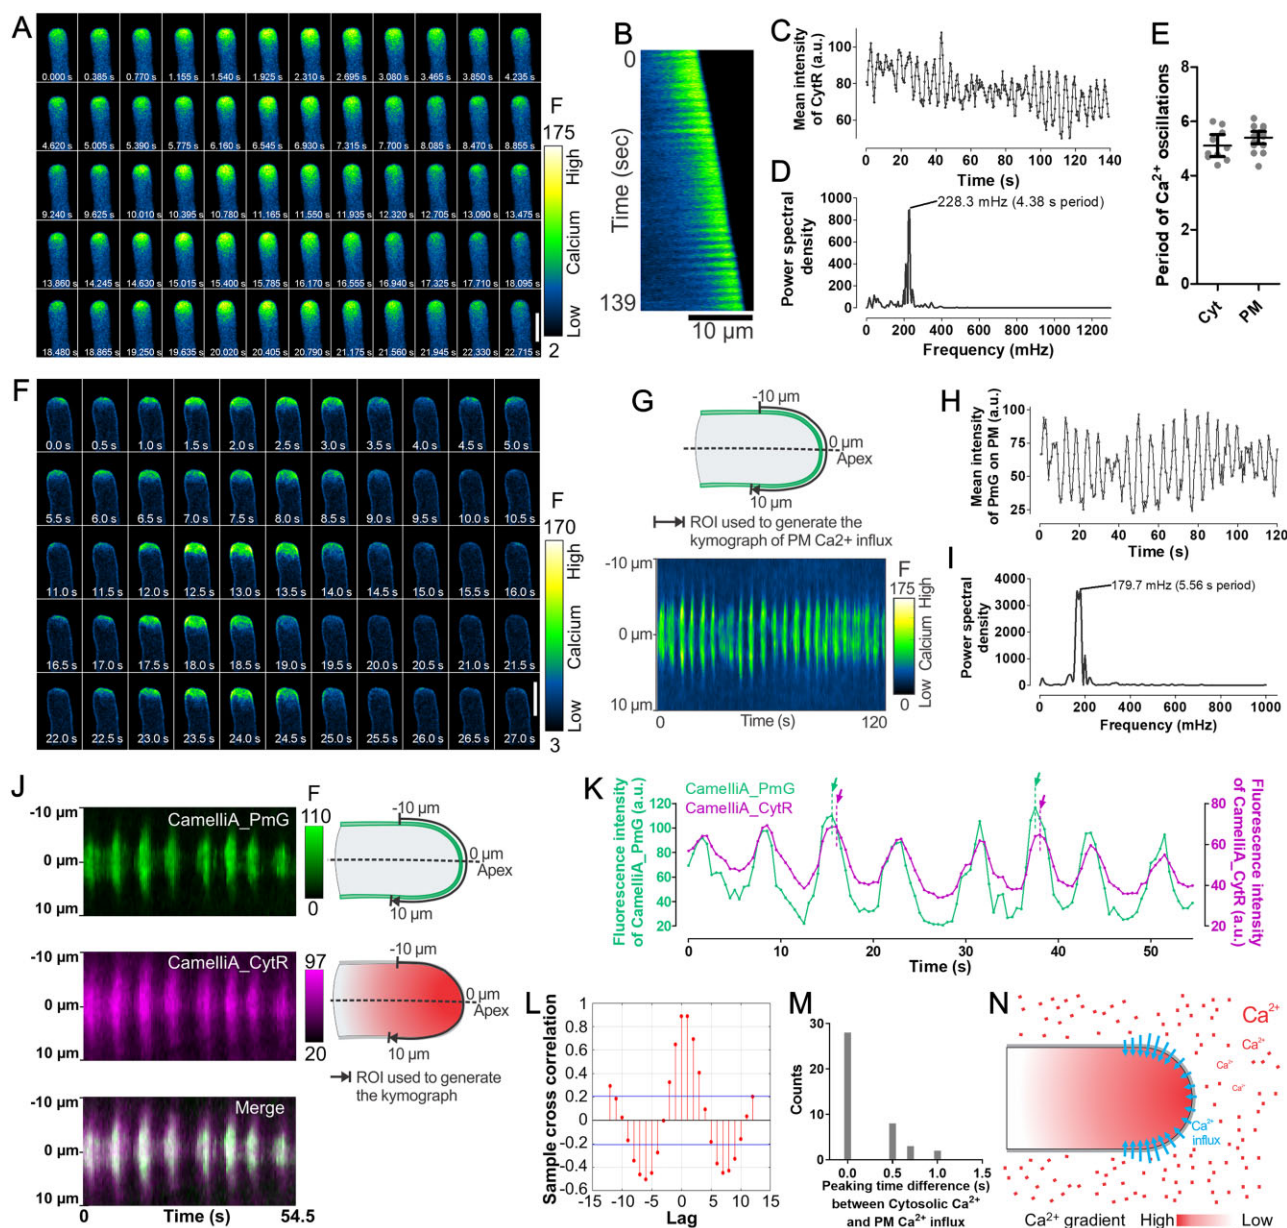 A
0.000 s 0.385 s 0.770 s 1.155 s 1.540 s 1.925 s 2.310 s 2.695 s 3.080 s 3.465 s 3.850 s 4.235 s
4.620 s 5.005 s 5.390 s 5.775 s 6.160 s 6.545 s 6.930 s 7.315 s 7.700 s 8.085 s 8.470 s 8.855 s
9.240 s 9.625 s 10.010 s 10.395 s 10.780 s 11.165 s 11.550 s 11.935 s 12.320 s 12.705 s 13.090 s 13.475 s
13.860 s 14.245 s 14.630 s 15.015 s 15.400 s 15.785 s 16.170 s 16.555 s 16.940 s 17.325 s 17.710 s 18.095 s
18.480 s 18.865 s 19.250 s 19.635 s 20.020 s 20.405 s 20.790 s 21.175 s 21.560 s 21.945 s 22.330 s 22.715 s
F
175
Low Calcium High
2
B
0
Time (sec)
139
10 µm
C
Mean intensity
of CytR (a.u.)
100
80
60
0 20 40 60 80 100 120 140
Time (s)
D
228.3 mHz (4.38 s period)
Power spectral
density
1000
800
600
400
200
0
0 200 400 600 800 1000 1200
Frequency (mHz)
E
Period of Ca²⁺ oscillations
8
6
4
2
0
Cyt PM
F
0.0 s 0.5 s 1.0 s 1.5 s 2.0 s 2.5 s 3.0 s 3.5 s 4.0 s 4.5 s 5.0 s
5.5 s 6.0 s 6.5 s 7.0 s 7.5 s 8.0 s 8.5 s 9.0 s 9.5 s 10.0 s 10.5 s
11.0 s 11.5 s 12.0 s 12.5 s 13.0 s 13.5 s 14.0 s 14.5 s 15.0 s 15.5 s 16.0 s
16.5 s 17.0 s 17.5 s 18.0 s 18.5 s 19.0 s 19.5 s 20.0 s 20.5 s 21.0 s 21.5 s
22.0 s 22.5 s 23.0 s 23.5 s 24.0 s 24.5 s 25.0 s 25.5 s 26.0 s 26.5 s 27.0 s
F
170
Low Calcium High
3
G
-10 µm
0 µm
Apex
10 µm
ROI used to generate the
kymograph of PM Ca2+ influx
-10 µm
0 µm
10 µm
0 Time (s) 120
F
175
Low Calcium High
0
H
Mean intensity
of PmG on PM (a.u.)
100
75
50
25
0 20 40 60 80 100 120
Time (s)
I
179.7 mHz (5.56 s period)
Power spectral
density
4000
3000
2000
1000
0
0 200 400 600 800 1000
Frequency (mHz)
J
-10 µm
0 µm
10 µm
CamelliA_PmG
F
110
0
-10 µm
0 µm
Apex
10 µm
-10 µm
0 µm
10 µm
CamelliA_CytR
97
20
-10 µm
0 µm
Apex
10 µm
ROI used to generate
the kymograph
-10 µm
0 µm
10 µm
Merge
0 Time (s) 54.5
K
CamelliA_PmG
CamelliA_CytR
Fluorescence intensity
of CamelliA_PmG (a.u.)
120
100
80
60
40
20
80
60
40
20
Fluorescence intensity
of CamelliA_CytR (a.u.)
0 10 20 30 40 50
Time (s)
L
Sample cross correlation
1
0.8
0.6
0.4
0.2
0
-0.2
-0.4
-0.6
-15 -10 -5 0 5 10 15
Lag
M
Counts
30
20
10
0
0.0 0.5 1.0 1.5
Peaking time difference (s)
between Cytosolic Ca²⁺
and PM Ca²⁺ influx
N
Ca²⁺
Ca²⁺
Ca²⁺
Ca²⁺
Ca²⁺
influx
Ca²⁺ gradient High Low